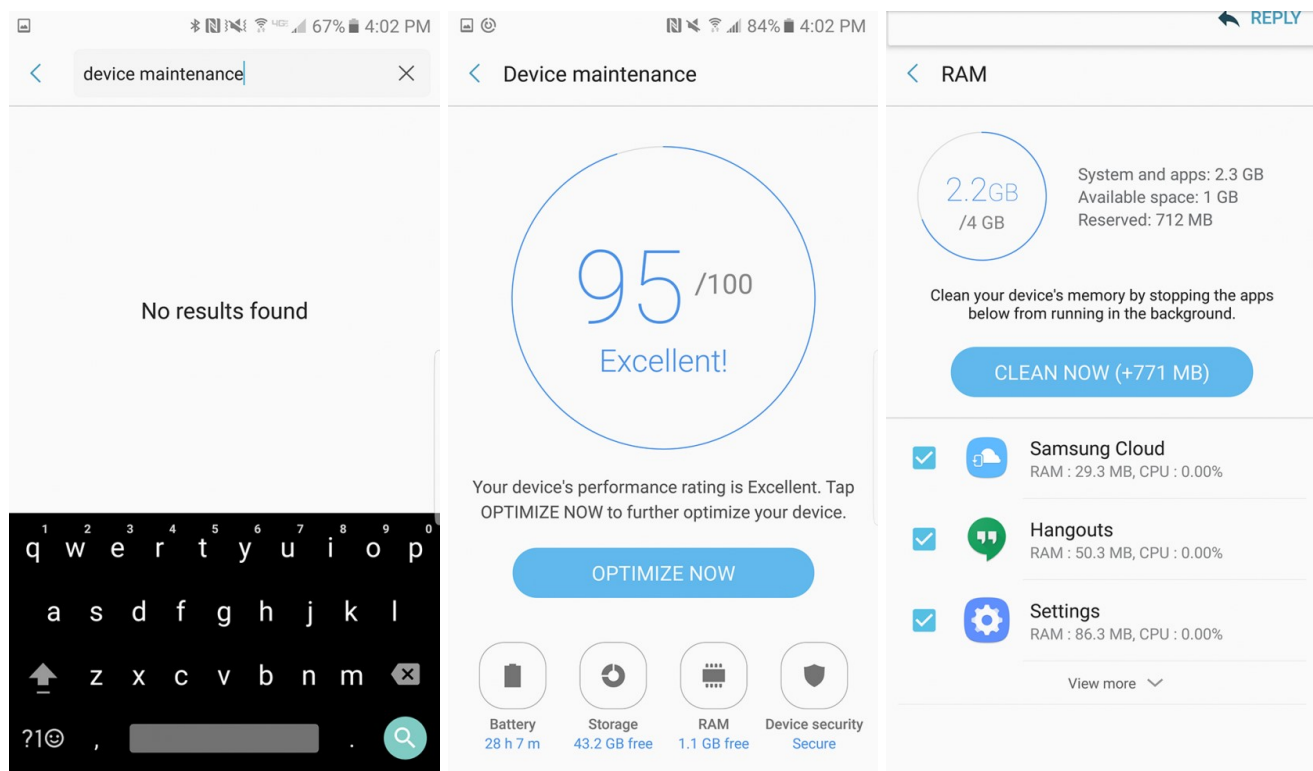 67% 4:02 PM
device maintenance
No results found
1 2 3 4 5 6 7 8 9 0
q w e r t y u i o p
a s d f g h j k l
z x c v b n m
?1☺ , .
84% 4:02 PM
Device maintenance
95 /100
Excellent!
Your device's performance rating is Excellent. Tap
OPTIMIZE NOW to further optimize your device.
OPTIMIZE NOW
Battery Storage RAM Device security
28 h 7 m 43.2 GB free 1.1 GB free Secure
REPLY
RAM
2.2GB
/4 GB
System and apps: 2.3 GB
Available space: 1 GB
Reserved: 712 MB
Clean your device's memory by stopping the apps
below from running in the background.
CLEAN NOW (+771 MB)
Samsung Cloud
RAM : 29.3 MB, CPU : 0.00%
Hangouts
RAM : 50.3 MB, CPU : 0.00%
Settings
RAM : 86.3 MB, CPU : 0.00%
View more